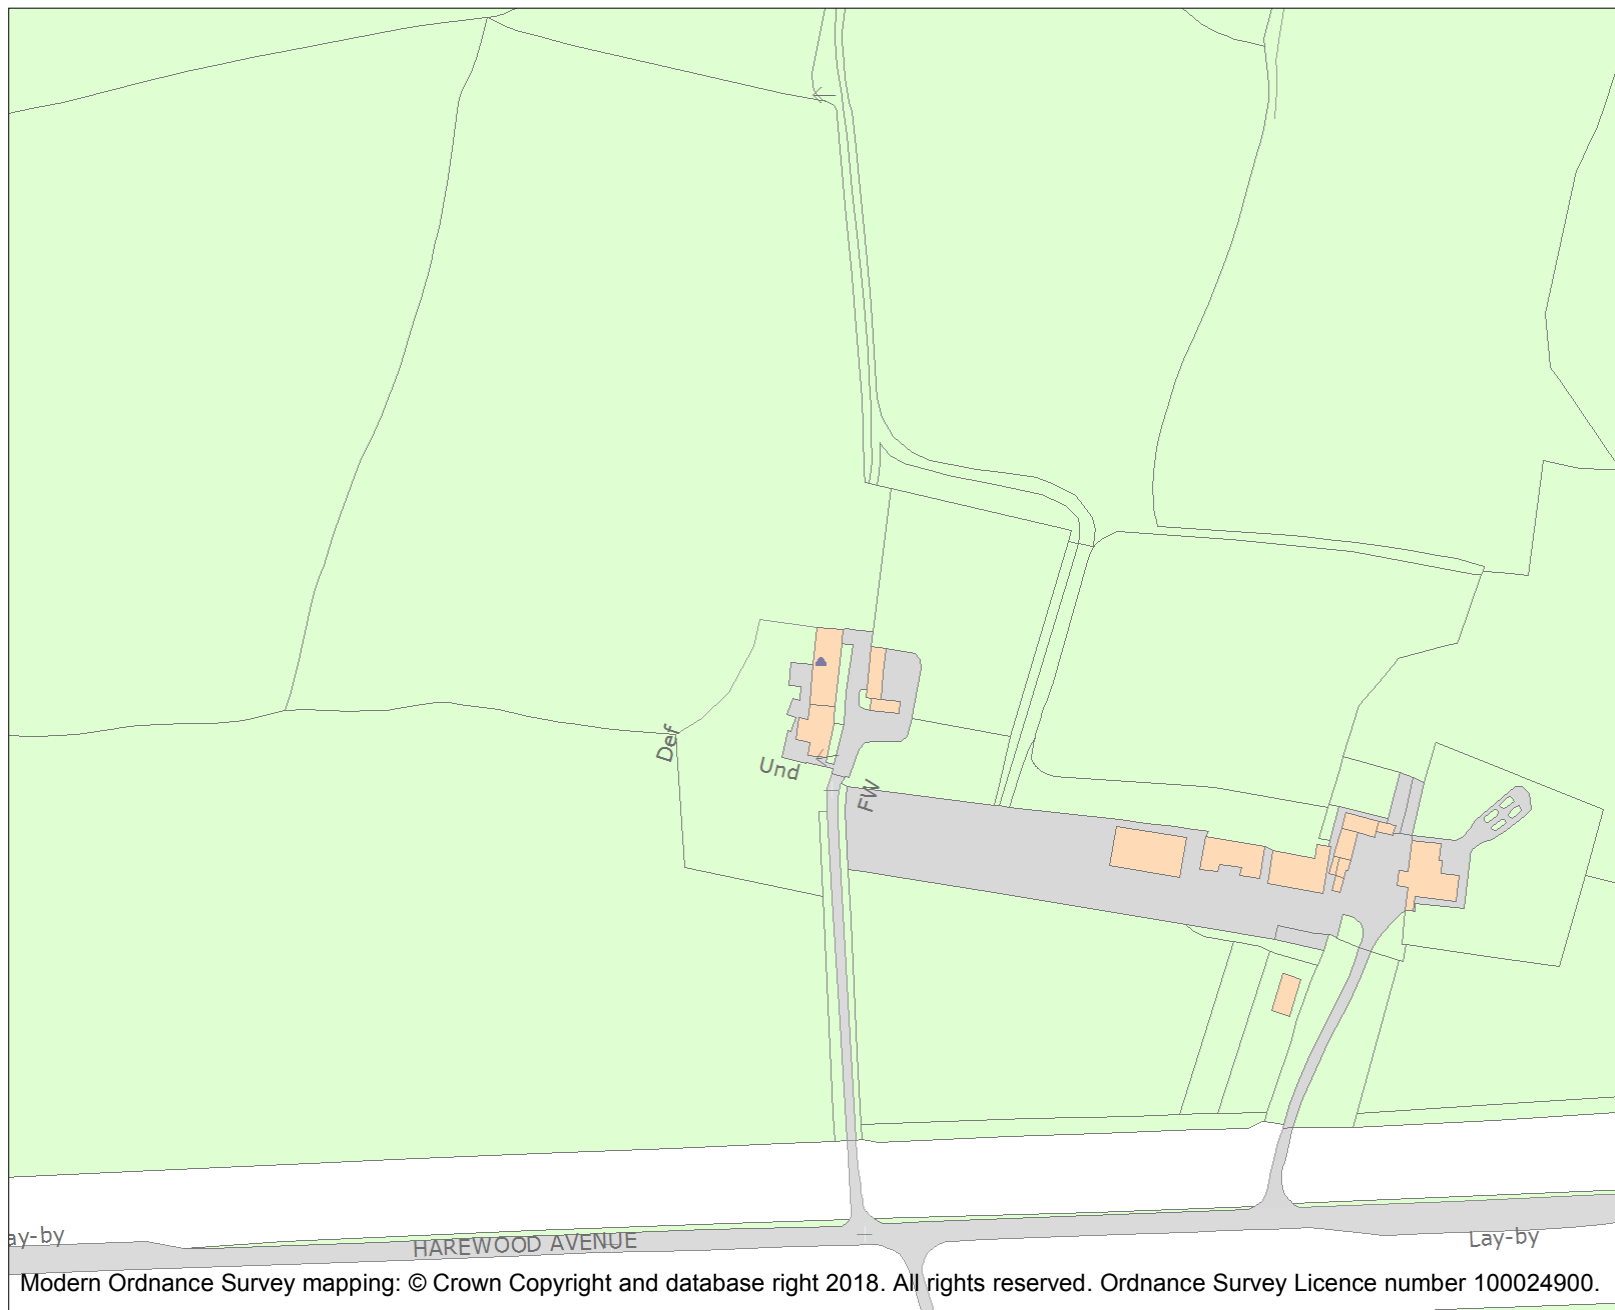 Def
Und
FW
ay-by
HAREWOOD AVENUE
Lay-by
Modern Ordnance Survey mapping: © Crown Copyright and database right 2018. All rights reserved. Ordnance Survey Licence number 100024900.